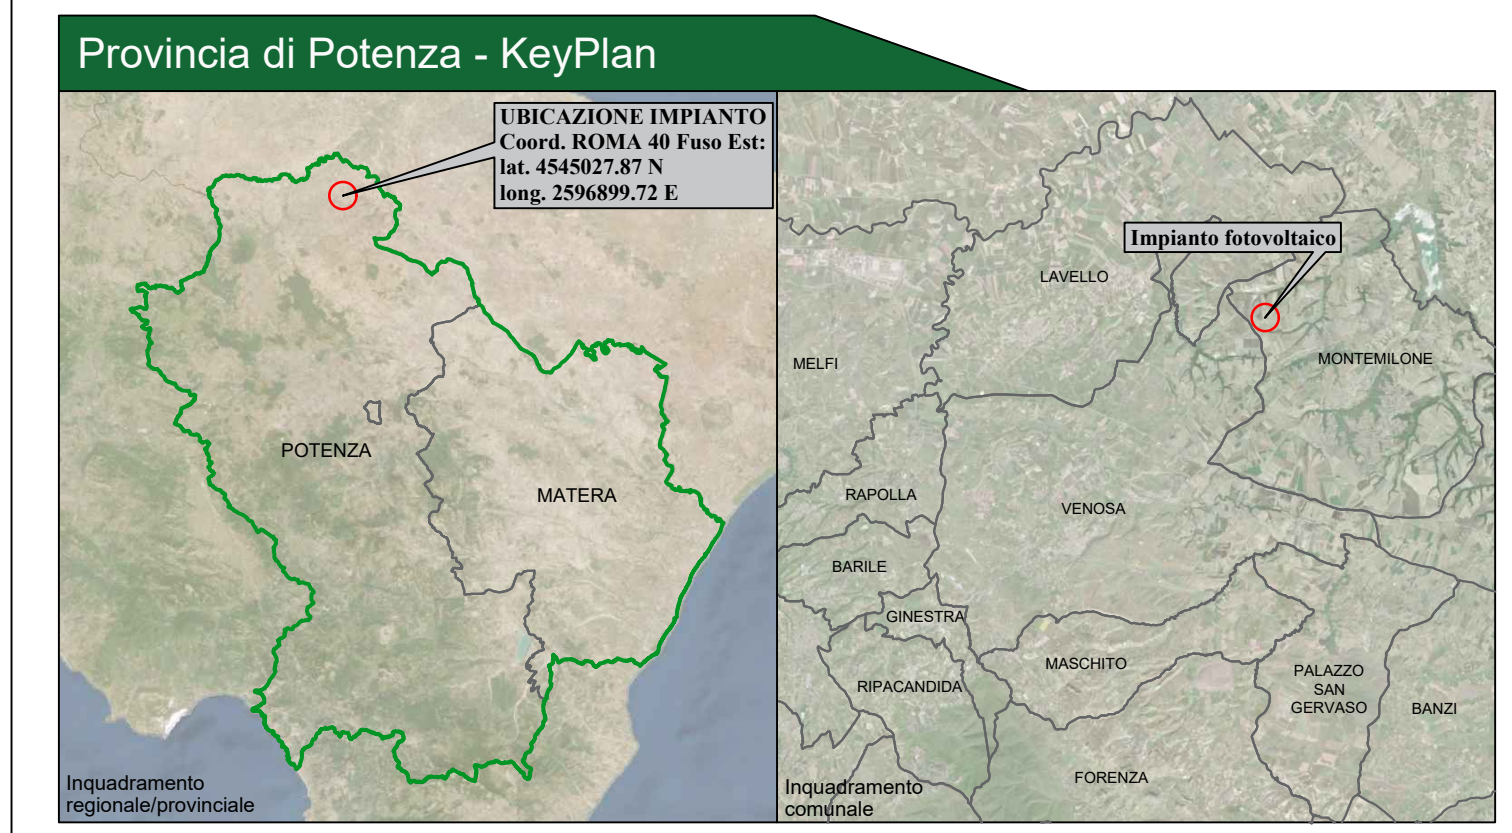 Provincia di Potenza - KeyPlan
UBICAZIONE IMPIANTO
Coord. ROMA 40 Fuso Est:
lat. 4545027.87 N
long. 2596899.72 E
POTENZA
MATERA
Inquadramento
regionale/provinciale
Impianto fotovoltaico
LAVELLO
MELFI
MONTEMILONE
RAPOLLA
VENOSA
BARILE
GINESTRA
MASCHITO
RIPACANDIDA
PALAZZO
SAN
GERVASO
BANZI
FORENZA
Inquadramento
comunale